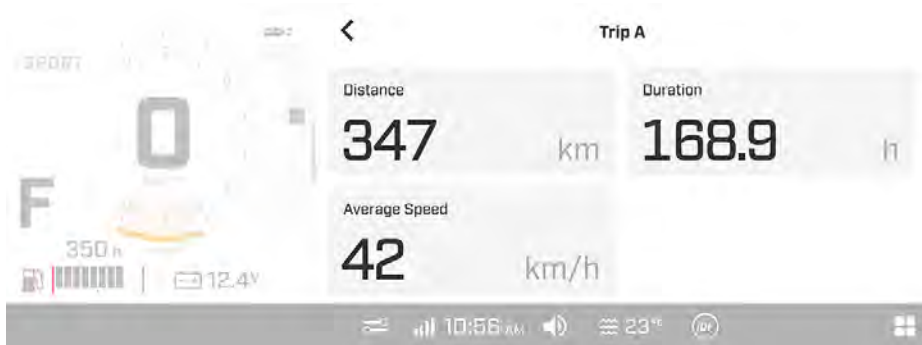 Trip A
SPORT
Distance
347 km
Duration
168.9 h
0
F
Average Speed
42 km/h
350 h
12.4V
10:56 AM
23°